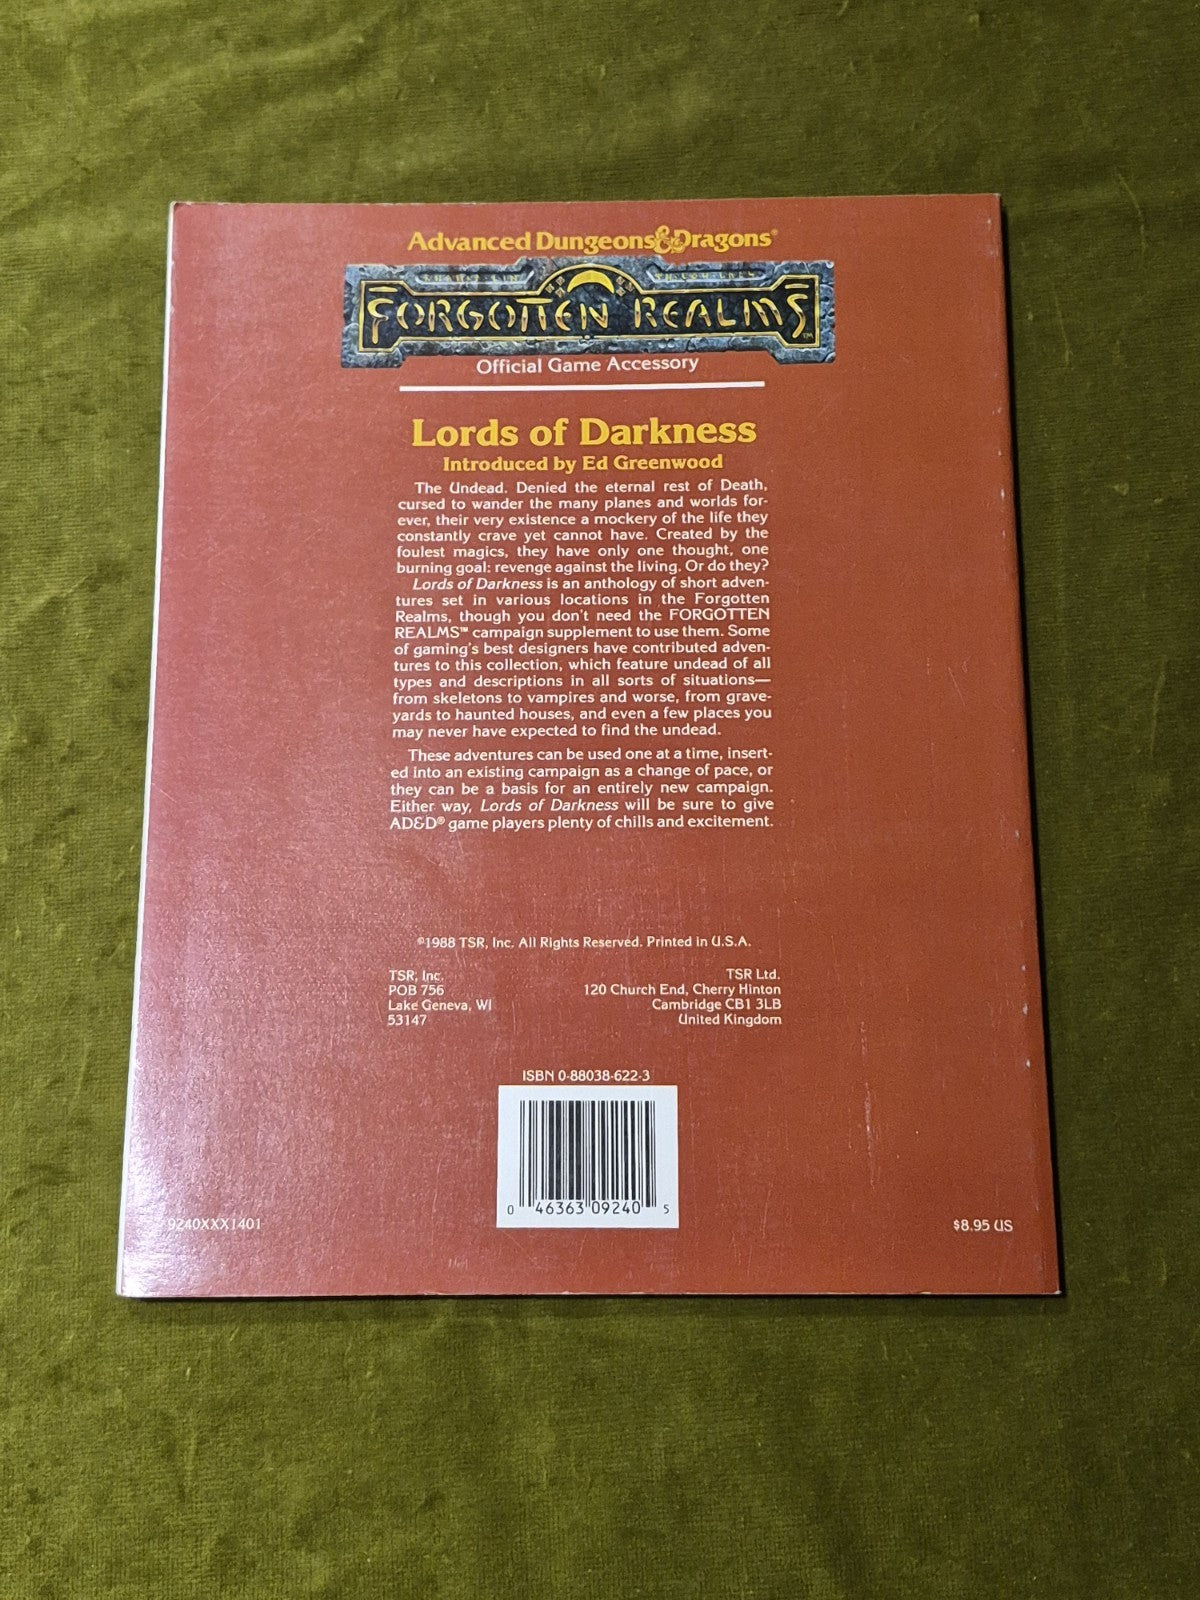 Advanced Dungeons&Dragons®
FORGOTTEN REALMS™
Official Game Accessory
Lords of Darkness
Introduced by Ed Greenwood
The Undead. Denied the eternal rest of Death,
cursed to wander the many planes and worlds for-
ever, their very existence a mockery of the life they
constantly crave yet cannot have. Created by the
foulest magics, they have only one thought, one
burning goal: revenge against the living. Or do they?
Lords of Darkness is an anthology of short adven-
tures set in various locations in the Forgotten
Realms, though you don't need the FORGOTTEN
REALMS™ campaign supplement to use them. Some
of gaming's best designers have contributed adven-
tures to this collection, which feature undead of all
types and descriptions in all sorts of situations—
from skeletons to vampires and worse, from grave-
yards to haunted houses, and even a few places you
may never have expected to find the undead.
These adventures can be used one at a time, insert-
ed into an existing campaign as a change of pace, or
they can be a basis for an entirely new campaign.
Either way, Lords of Darkness will be sure to give
AD&D® game players plenty of chills and excitement.
©1988 TSR, Inc. All Rights Reserved. Printed in U.S.A.
TSR, Inc.
POB 756
Lake Geneva, WI
53147
TSR Ltd.
120 Church End, Cherry Hinton
Cambridge CB1 3LB
United Kingdom
ISBN 0-88038-622-3
0 46363 09240 5
9240XXX1401
$8.95 US